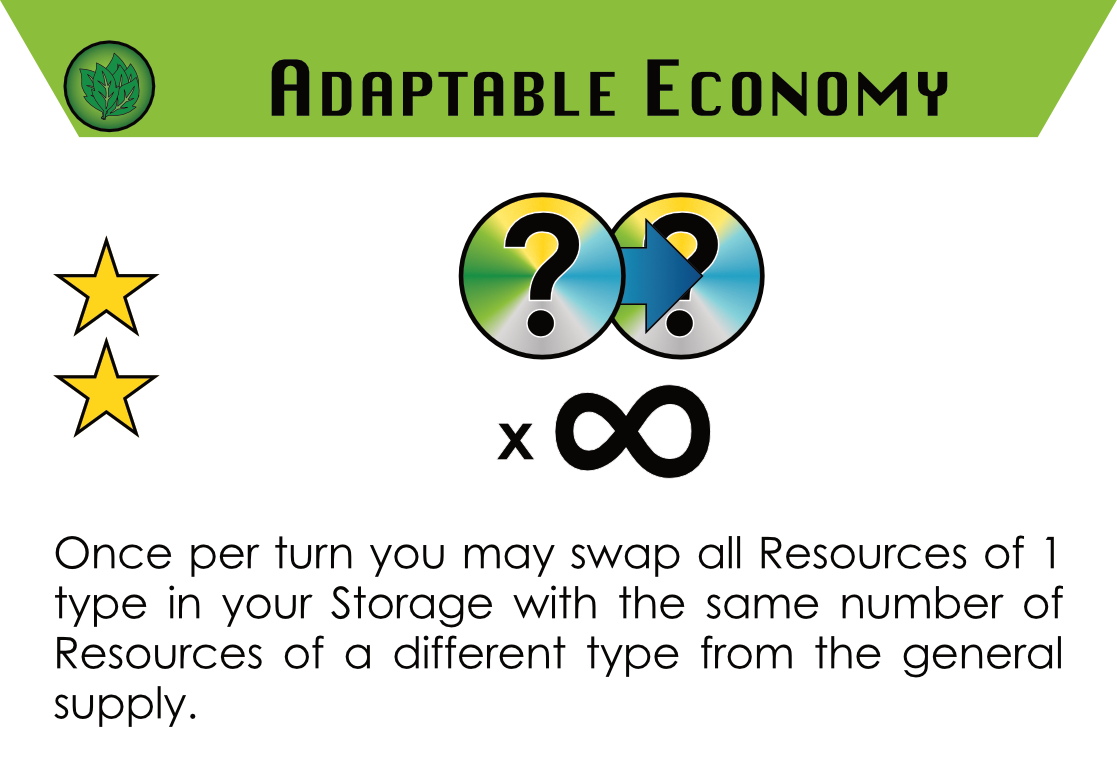 Adaptable Economy
? ?
x ∞
Once per turn you may swap all Resources of 1
type in your Storage with the same number of
Resources of a different type from the general
supply.